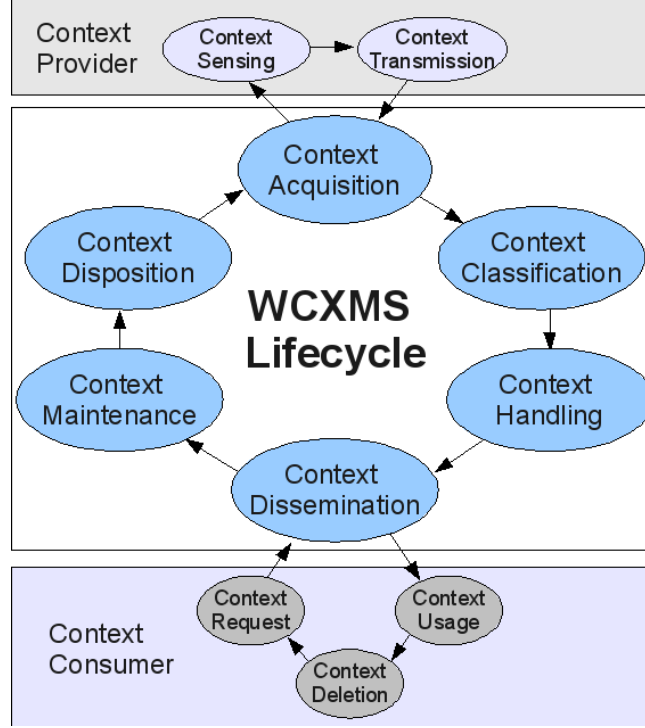 Context
Provider
Context
Sensing
Context
Transmission
Context
Acquisition
Context
Disposition
Context
Classification
WCXMS
Lifecycle
Context
Maintenance
Context
Handling
Context
Dissemination
Context
Consumer
Context
Request
Context
Usage
Context
Deletion